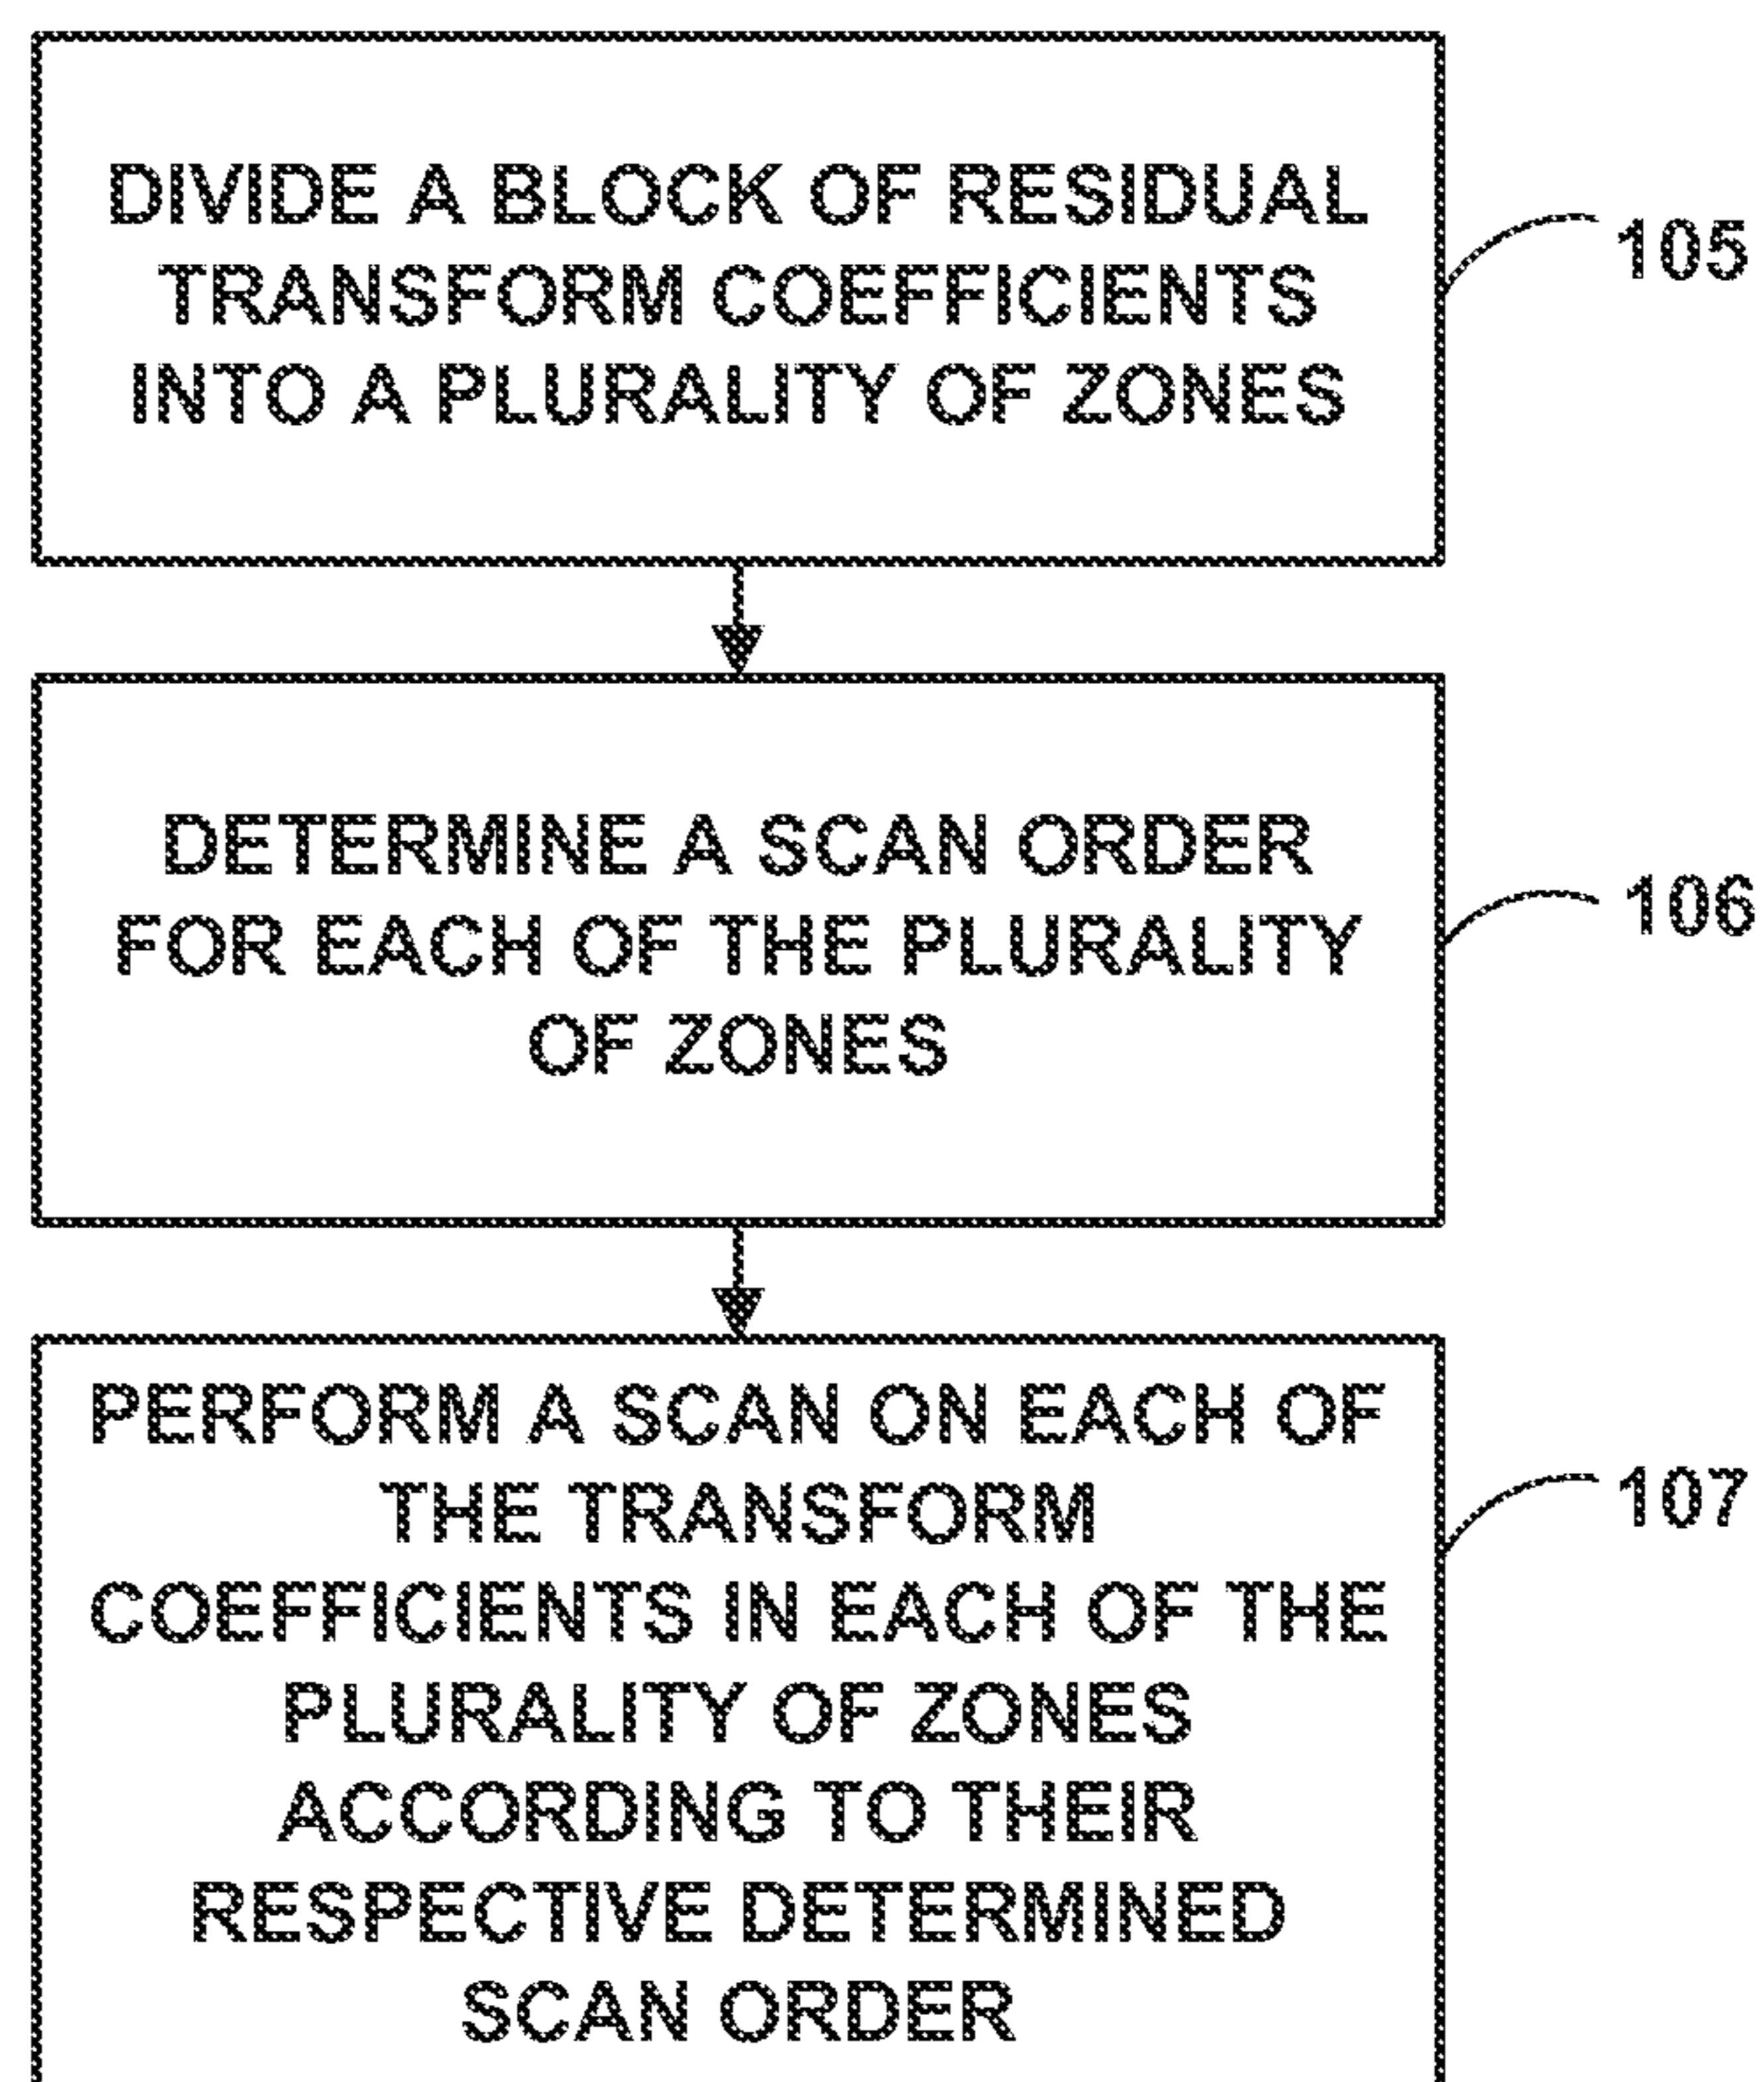 DIVIDE A BLOCK OF RESIDUAL
TRANSFORM COEFFICIENTS
INTO A PLURALITY OF ZONES
105
DETERMINE A SCAN ORDER
FOR EACH OF THE PLURALITY
OF ZONES
106
PERFORM A SCAN ON EACH OF
THE TRANSFORM
COEFFICIENTS IN EACH OF THE
PLURALITY OF ZONES
ACCORDING TO THEIR
RESPECTIVE DETERMINED
SCAN ORDER
107